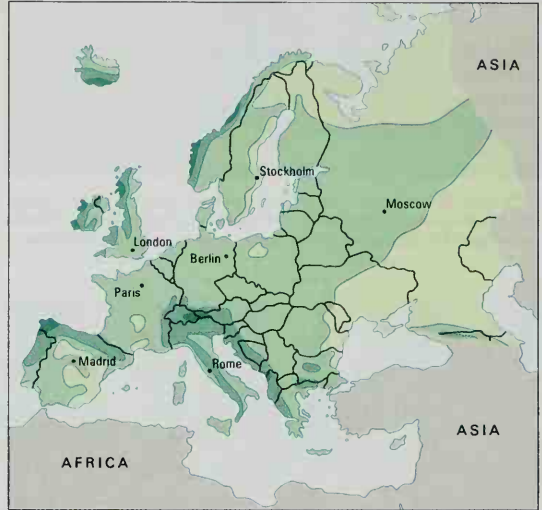 ASIA
Stockholm
Moscow
London
Berlin
Paris
Madrid
Rome
ASIA
AFRICA